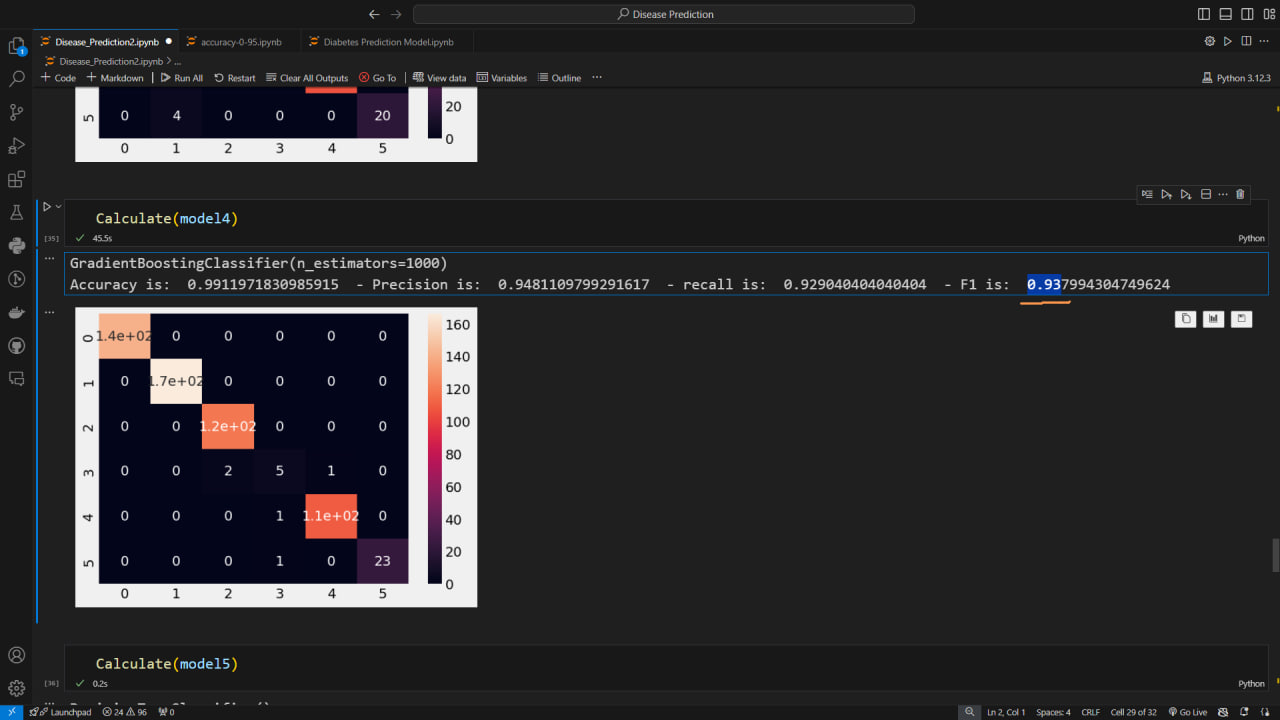 Disease Prediction
Disease_Prediction2.ipynb accuracy-0-95.ipynb Diabetes Prediction Model.ipynb
Disease_Prediction2.ipynb > ...
+ Code + Markdown Run All Restart Clear All Outputs Go To View data Variables Outline ... Python 3.12.3
5 0 4 0 0 0 20
20
0
0 1 2 3 4 5
Calculate(model4)
[35] 45.5s Python
GradientBoostingClassifier(n_estimators=1000)
Accuracy is: 0.9911971830985915 - Precision is: 0.9481109799291617 - recall is: 0.929040404040404 - F1 is: 0.937994304749624
0 1.4e+02 0 0 0 0 0
1 0 1.7e+02 0 0 0 0
2 0 0 1.2e+02 0 0 0
3 0 0 2 5 1 0
4 0 0 0 1 1.1e+02 0
5 0 0 0 1 0 23
0 1 2 3 4 5
160
140
120
100
80
60
40
20
0
Calculate(model5)
[36] 0.2s Python
1
Launchpad 24 96 0 Ln 2, Col 1 Spaces: 4 CRLF Cell 29 of 32 Go Live